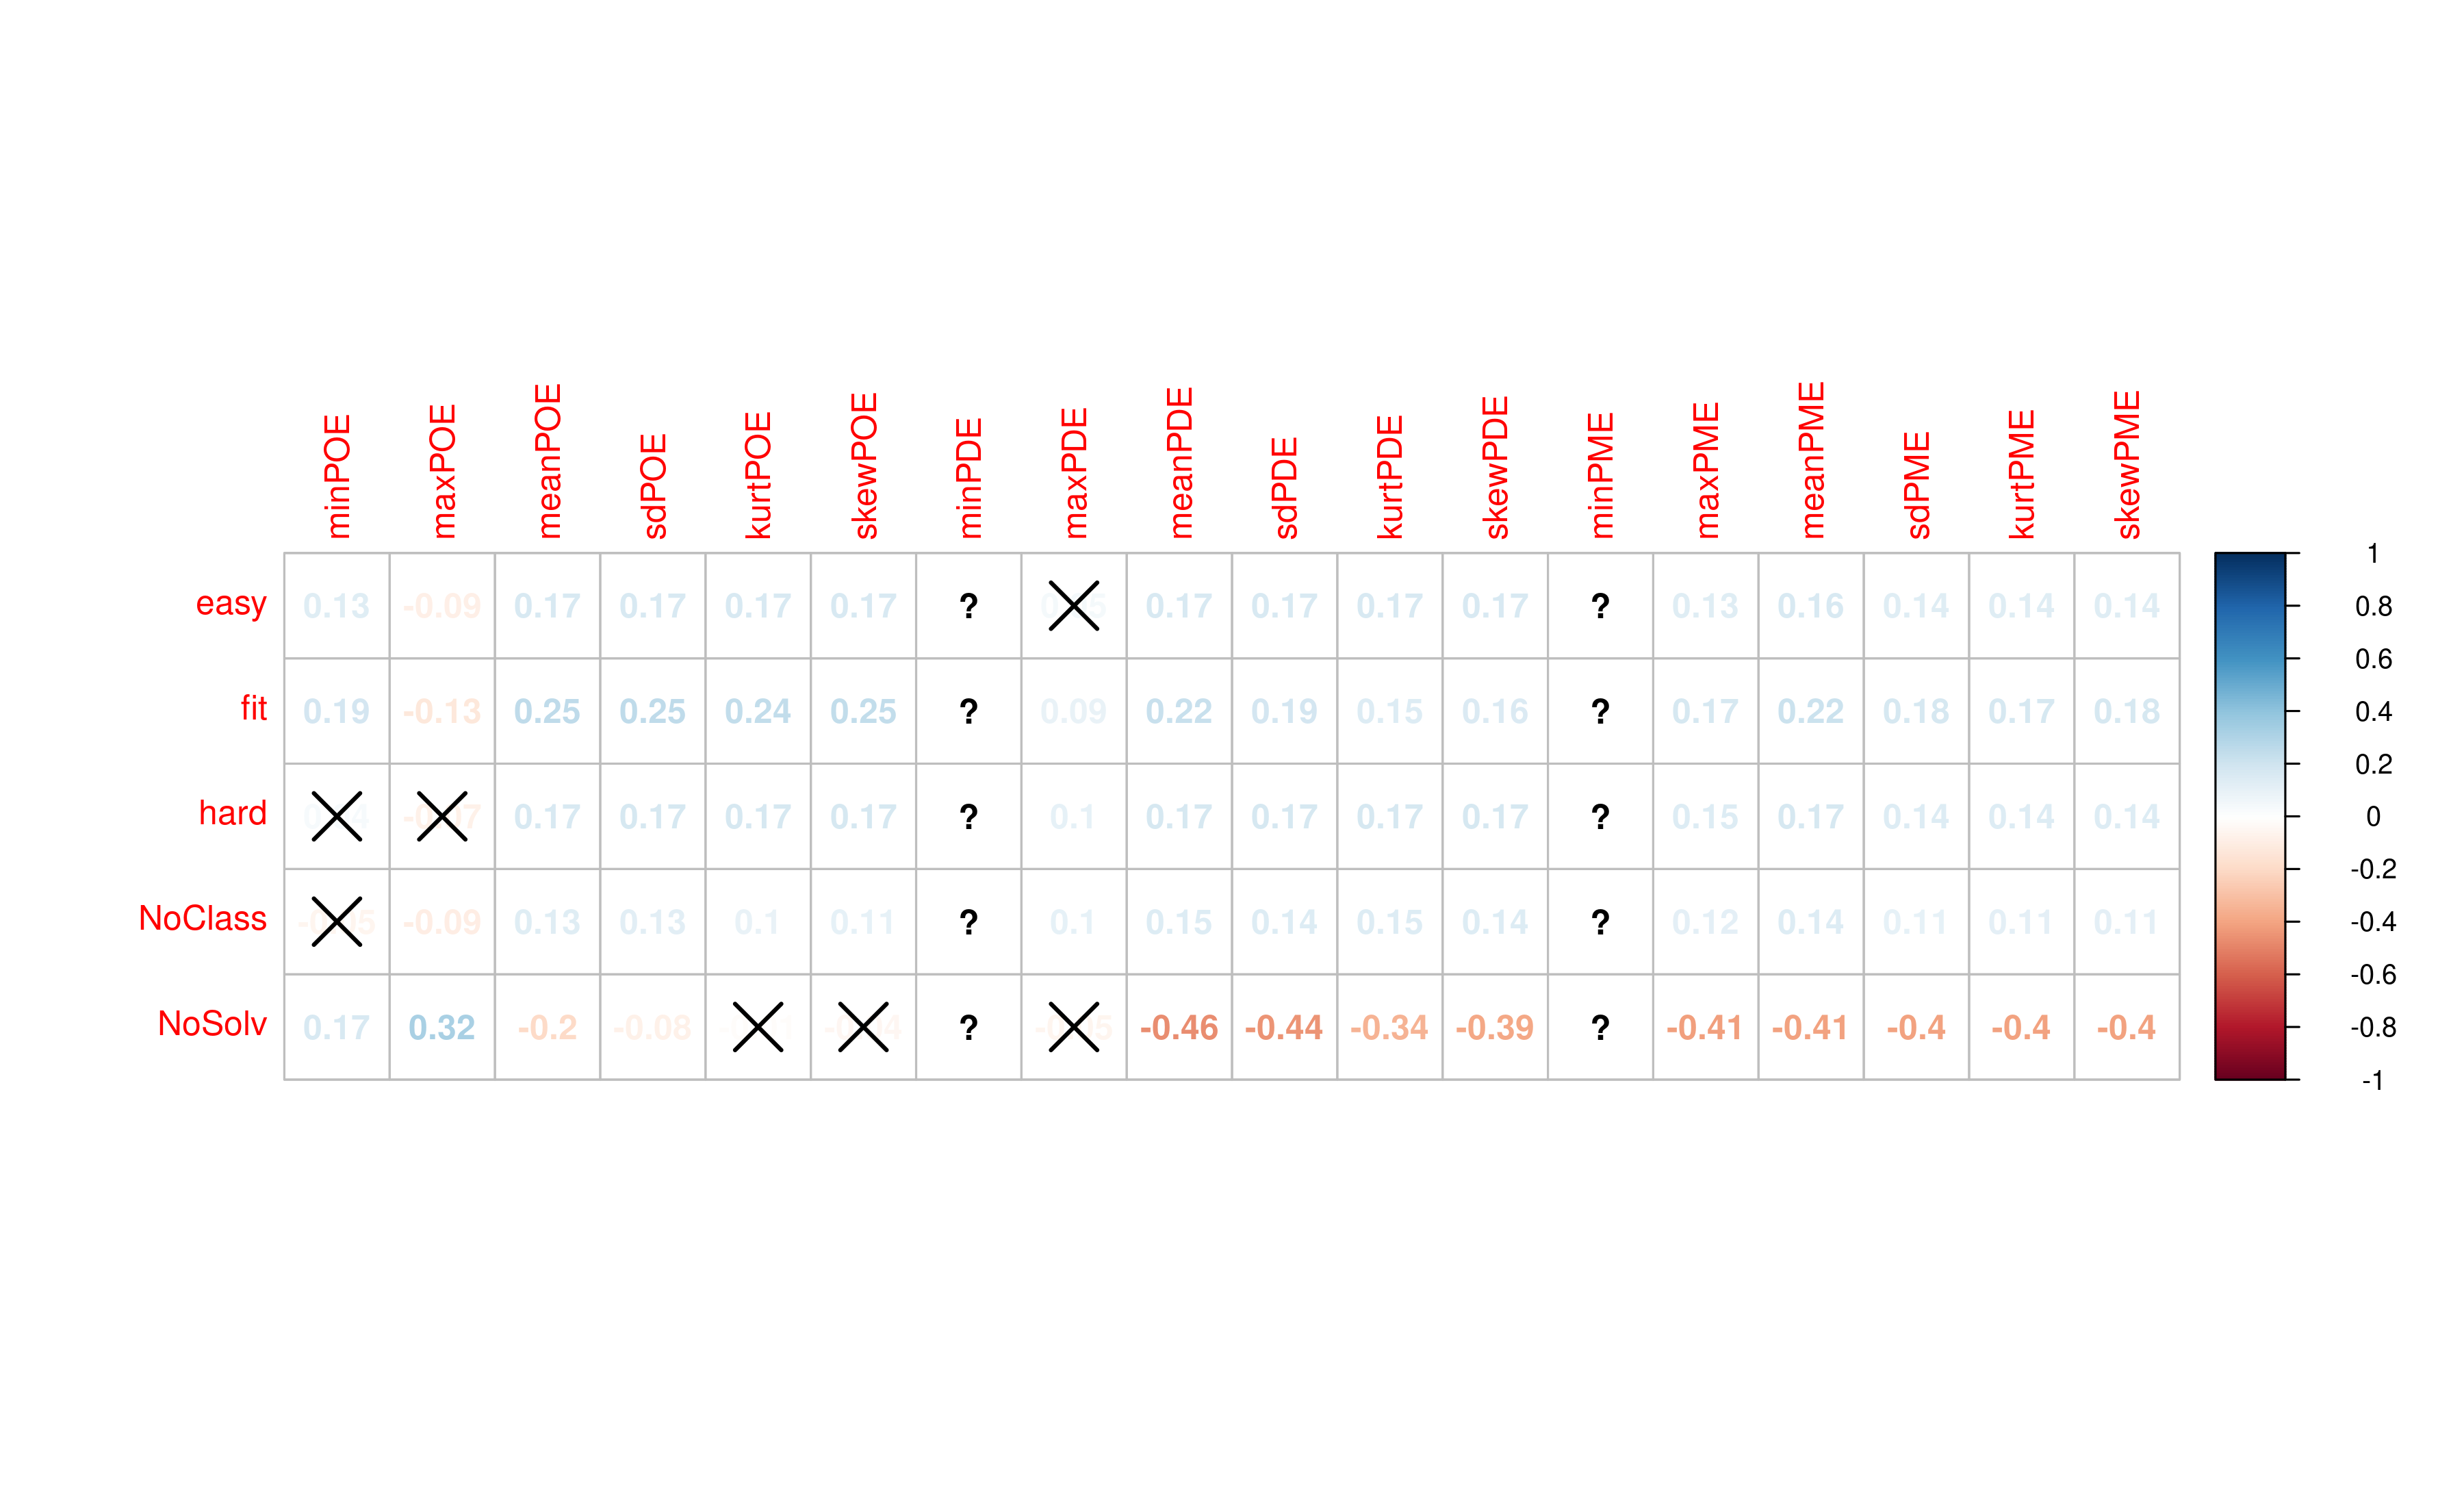 minPOE maxPOE meanPOE sdPOE kurtPOE skewPOE minPDE maxPDE meanPDE sdPDE kurtPDE skewPDE minPME maxPME meanPME sdPME kurtPME skewPME
easy 0.13 -0.09 0.17 0.17 0.17 0.17 ? 0.17 0.17 0.17 0.17 ? 0.13 0.16 0.14 0.14 0.14
fit 0.19 -0.13 0.25 0.25 0.24 0.25 ? 0.09 0.22 0.19 0.15 0.16 ? 0.17 0.22 0.18 0.17 0.18
hard 0.17 0.17 0.17 0.17 ? 0.1 0.17 0.17 0.17 0.17 ? 0.15 0.17 0.14 0.14 0.14
NoClass -0.09 0.13 0.13 0.1 0.11 ? 0.1 0.15 0.14 0.15 0.14 ? 0.12 0.14 0.11 0.11 0.11
NoSolv 0.17 0.32 -0.2 -0.08 ? -0.46 -0.44 -0.34 -0.39 ? -0.41 -0.41 -0.4 -0.4 -0.4
1
0.8
0.6
0.4
0.2
0
-0.2
-0.4
-0.6
-0.8
-1